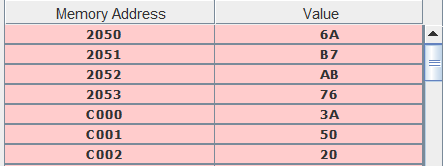 Memory Address Value
2050 6A
2051 B7
2052 AB
2053 76
C000 3A
C001 50
C002 20